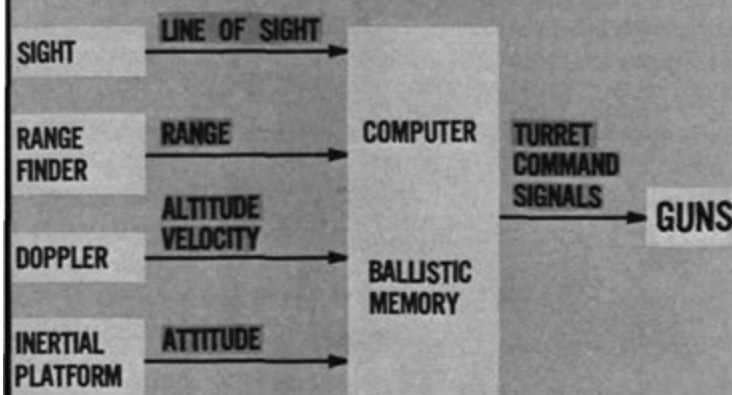 SIGHT
LINE OF SIGHT
RANGE
FINDER
RANGE
DOPPLER
ALTITUDE
VELOCITY
INERTIAL
PLATFORM
ATTITUDE
COMPUTER
BALLISTIC
MEMORY
TURRET
COMMAND
SIGNALS
GUNS